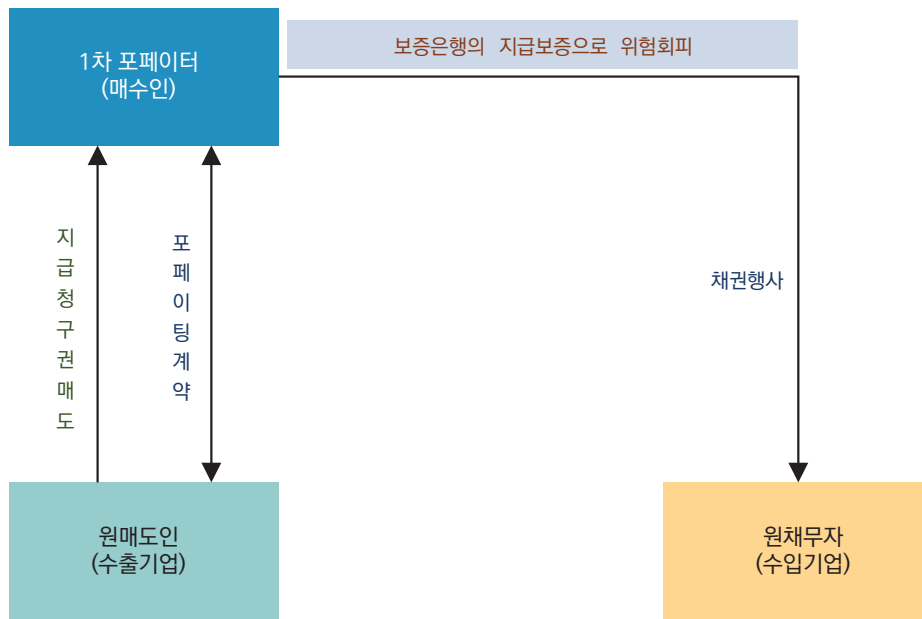 1차 포페이터
(매수인)
보증은행의 지급보증으로 위험회피
지급청구권매도
포페이팅계약
채권행사
원매도인
(수출기업)
원채무자
(수입기업)